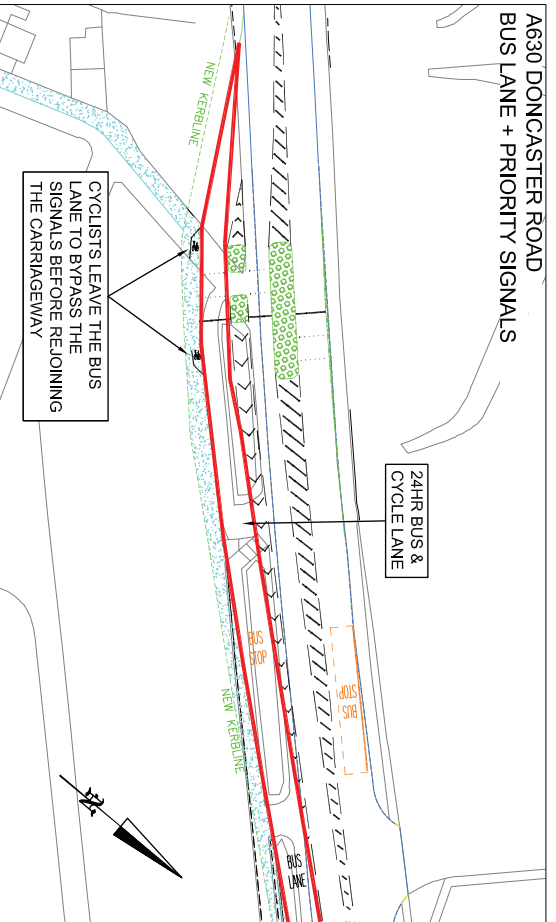 A630 DONCASTER ROAD
BUS LANE + PRIORITY SIGNALS
NEW KERBLINE
CYCLISTS LEAVE THE BUS
LANE TO BYPASS THE
SIGNALS BEFORE REJOINING
THE CARRIAGEWAY
24HR BUS &
CYCLE LANE
BUS
STOP
BUS
STOP
NEW KERBLINE
BUS
LANE
N